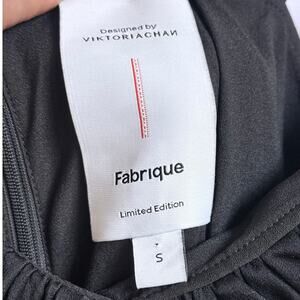 Designed by
VIKTORIACHAN
Fabrique
Limited Edition
S